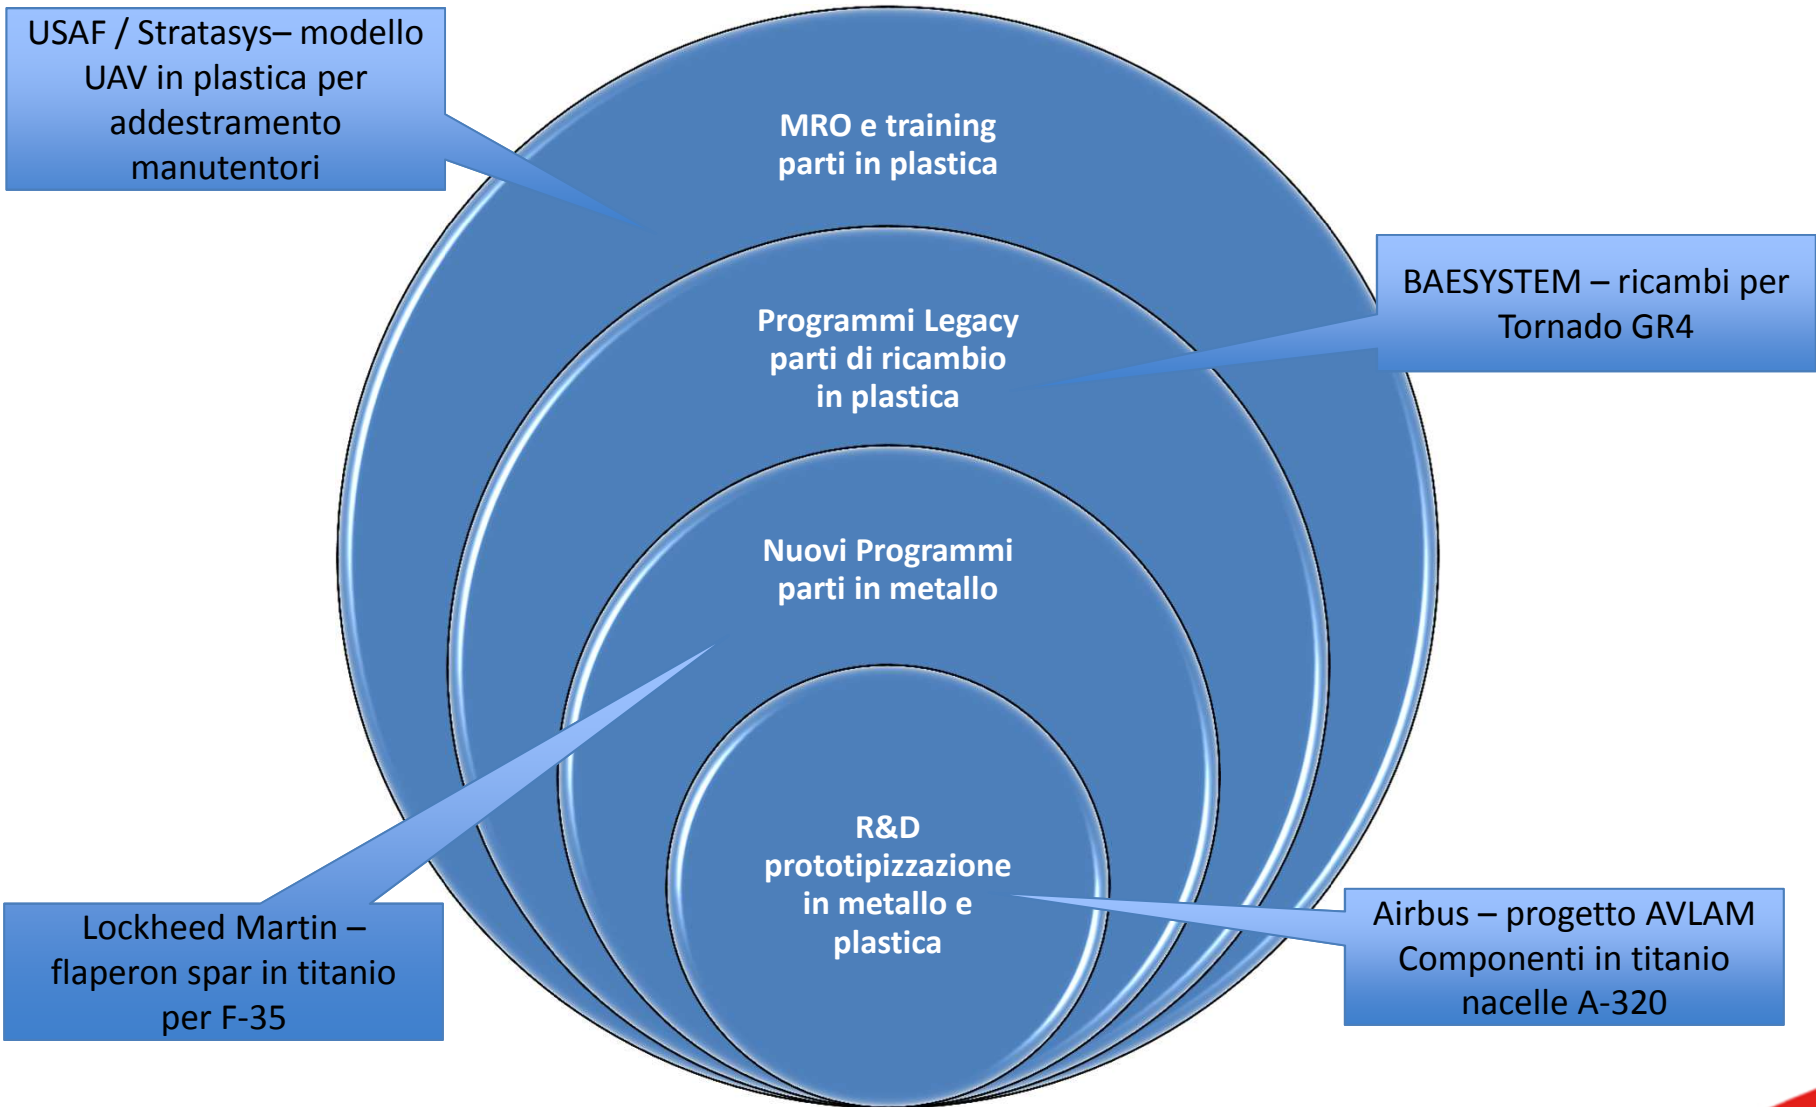 USAF / Stratasys– modello
UAV in plastica per
addestramento
manutentori
MRO e training
parti in plastica
BAESYSTEM – ricambi per
Tornado GR4
Programmi Legacy
parti di ricambio
in plastica
Nuovi Programmi
parti in metallo
R&D
prototipizzazione
in metallo e
plastica
Lockheed Martin –
flaperon spar in titanio
per F-35
Airbus – progetto AVLAM
Componenti in titanio
nacelle A-320